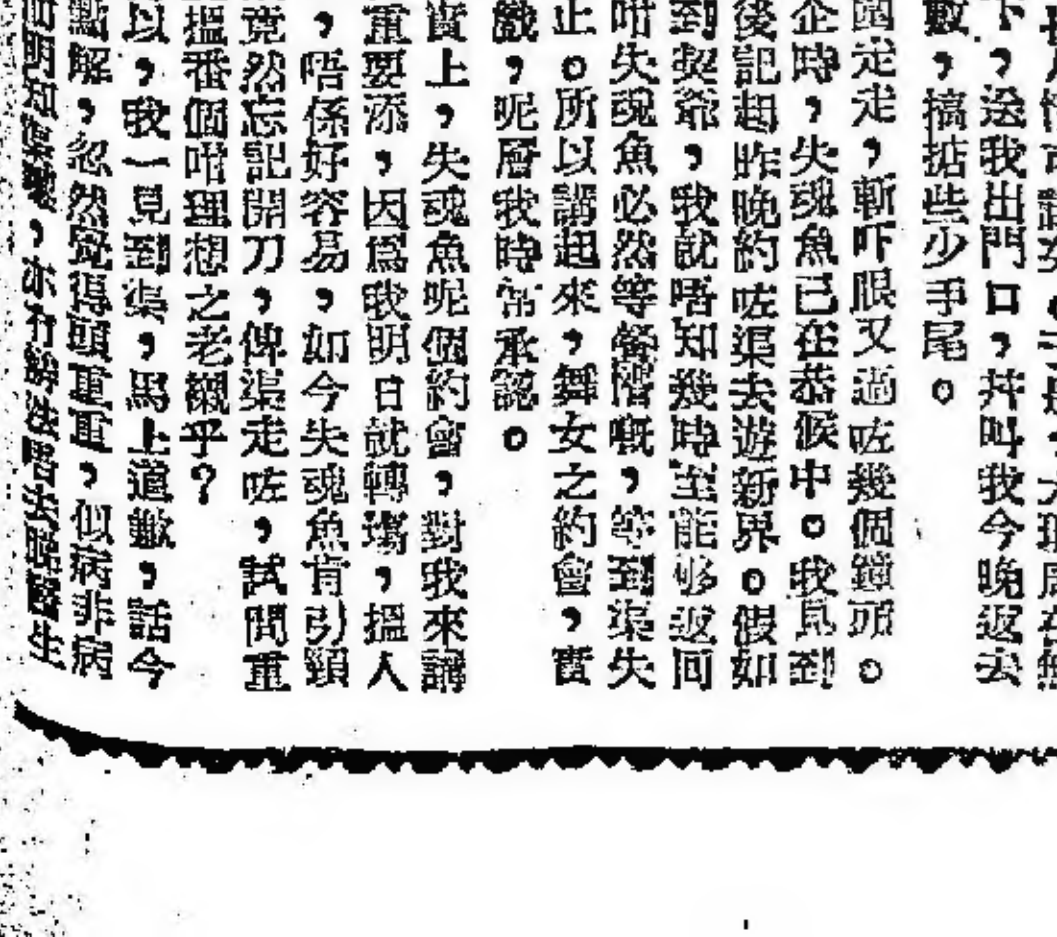 下，送我出門口，幷叫我今晚返去
數，搞掂些少手尾。
園走走，斬吓眼又過咗幾個鐘頭。
企時，失魂魚已在恭候中。我見到
後記起昨晚約咗渠去遊新界。假如
到契爺，我就唔知幾時至能够返回
咁失魂魚必然等餐懵嘅，等到渠失
止。所以講起來，舞女之約會，實
戲，呢層我時常承認。
實上，失魂魚呢個約會，對我來講
重要添，因爲我明日就轉塲，搵人
，唔係好容易，如今失魂魚肯引頸
竟然忘記開刀，俾渠走咗，試問重
搵番個咁理想之老襯乎？
以，我一見到渠，馬上道歉，話今
點解，忽然覺得頭重重，似病非病
明知渠，亦冇辦法唔去睇醫生